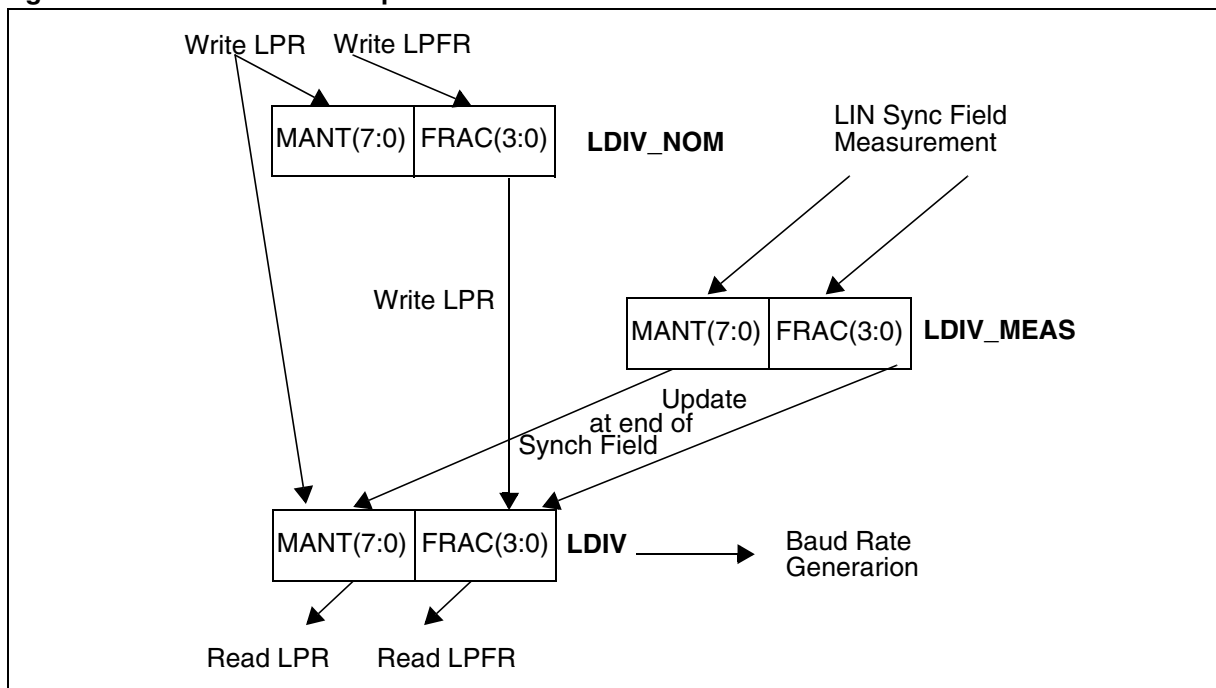 Write LPR
Write LPFR
MANT(7:0)
FRAC(3:0)
LDIV_NOM
LIN Sync Field
Measurement
Write LPR
MANT(7:0)
FRAC(3:0)
LDIV_MEAS
Update
at end of
Synch Field
MANT(7:0)
FRAC(3:0)
LDIV
Baud Rate
Generarion
Read LPR
Read LPFR